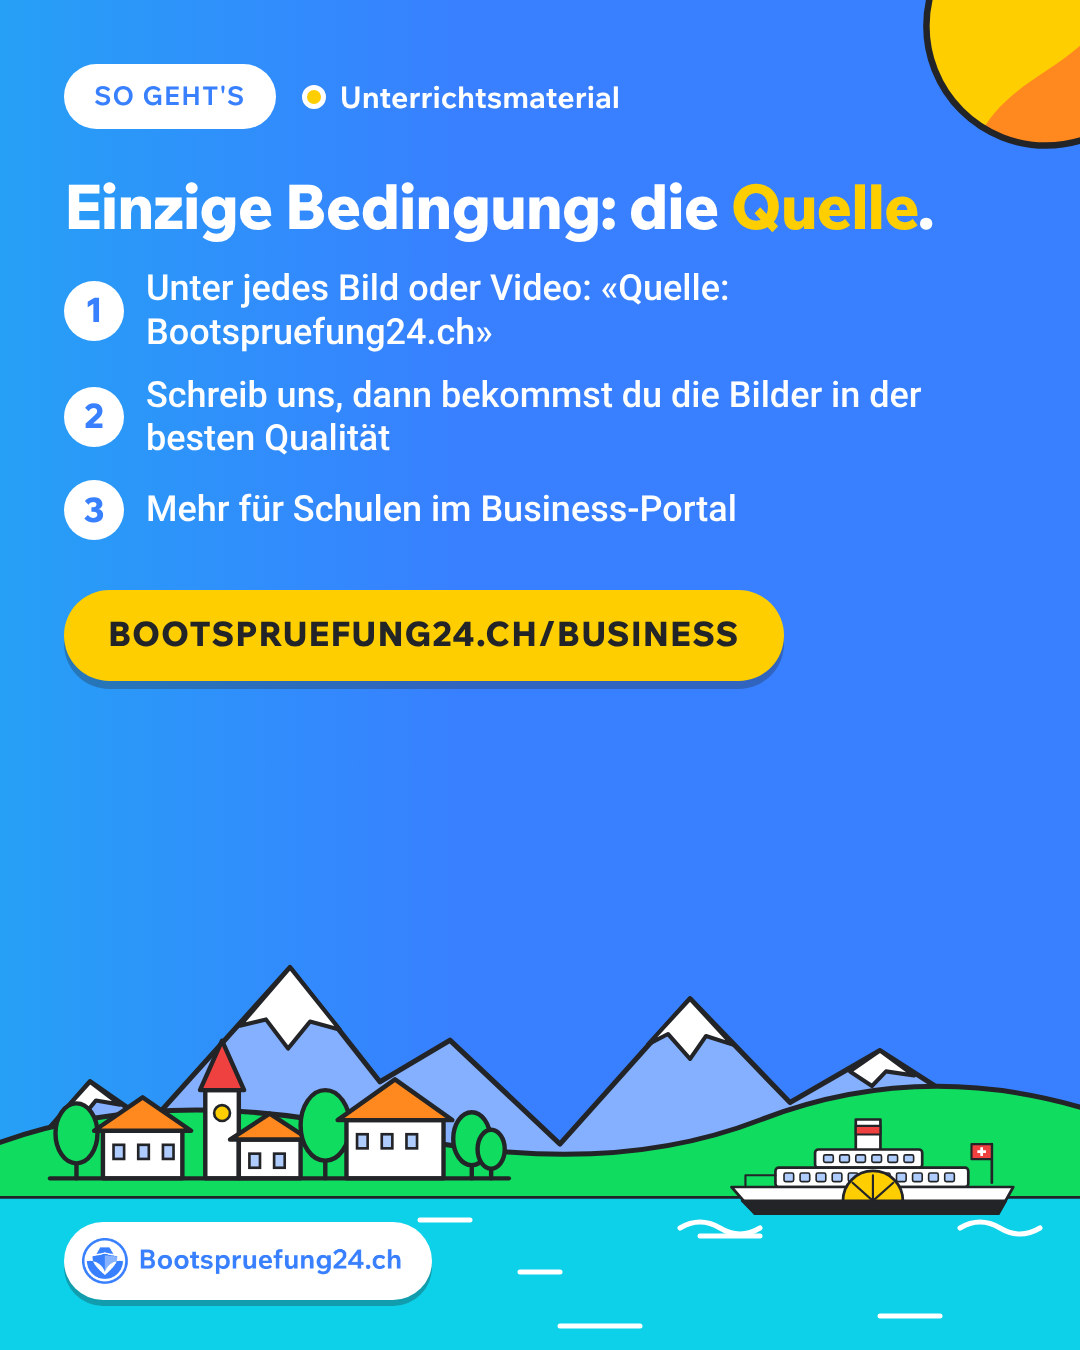 SO GEHT'S
Unterrichtsmaterial
Einzige Bedingung: die Quelle.
1
Unter jedes Bild oder Video: «Quelle:
Bootspruefung24.ch»
2
Schreib uns, dann bekommst du die Bilder in der
besten Qualität
3
Mehr für Schulen im Business-Portal
BOOTSPRUEFUNG24.CH/BUSINESS
Bootspruefung24.ch